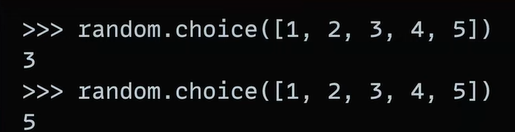 >>> random.choice([1, 2, 3, 4, 5])
3
>>> random.choice([1, 2, 3, 4, 5])
5